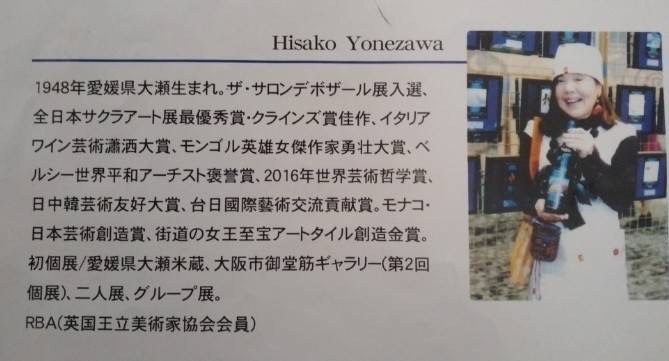 Hisako Yonezawa
1948年愛媛県大瀬生まれ。ザ・サロンデボザール展入選、
全日本サクラアート展最優秀賞・クラインズ賞佳作、イタリア
ワイン芸術瀟洒大賞、モンゴル英雄女傑作家勇壮大賞、ベ
ルシー世界平和アーチスト褒誉賞、2016年世界芸術哲学賞、
日中韓芸術友好大賞、台日國際藝術交流貢献賞。モナコ・
日本芸術創造賞、街道の女王至宝アートタイル創造金賞。
初個展/愛媛県大瀬米蔵、大阪市御堂筋ギャラリー(第2回
個展)、二人展、グループ展。
RBA(英国王立美術家協会会員)